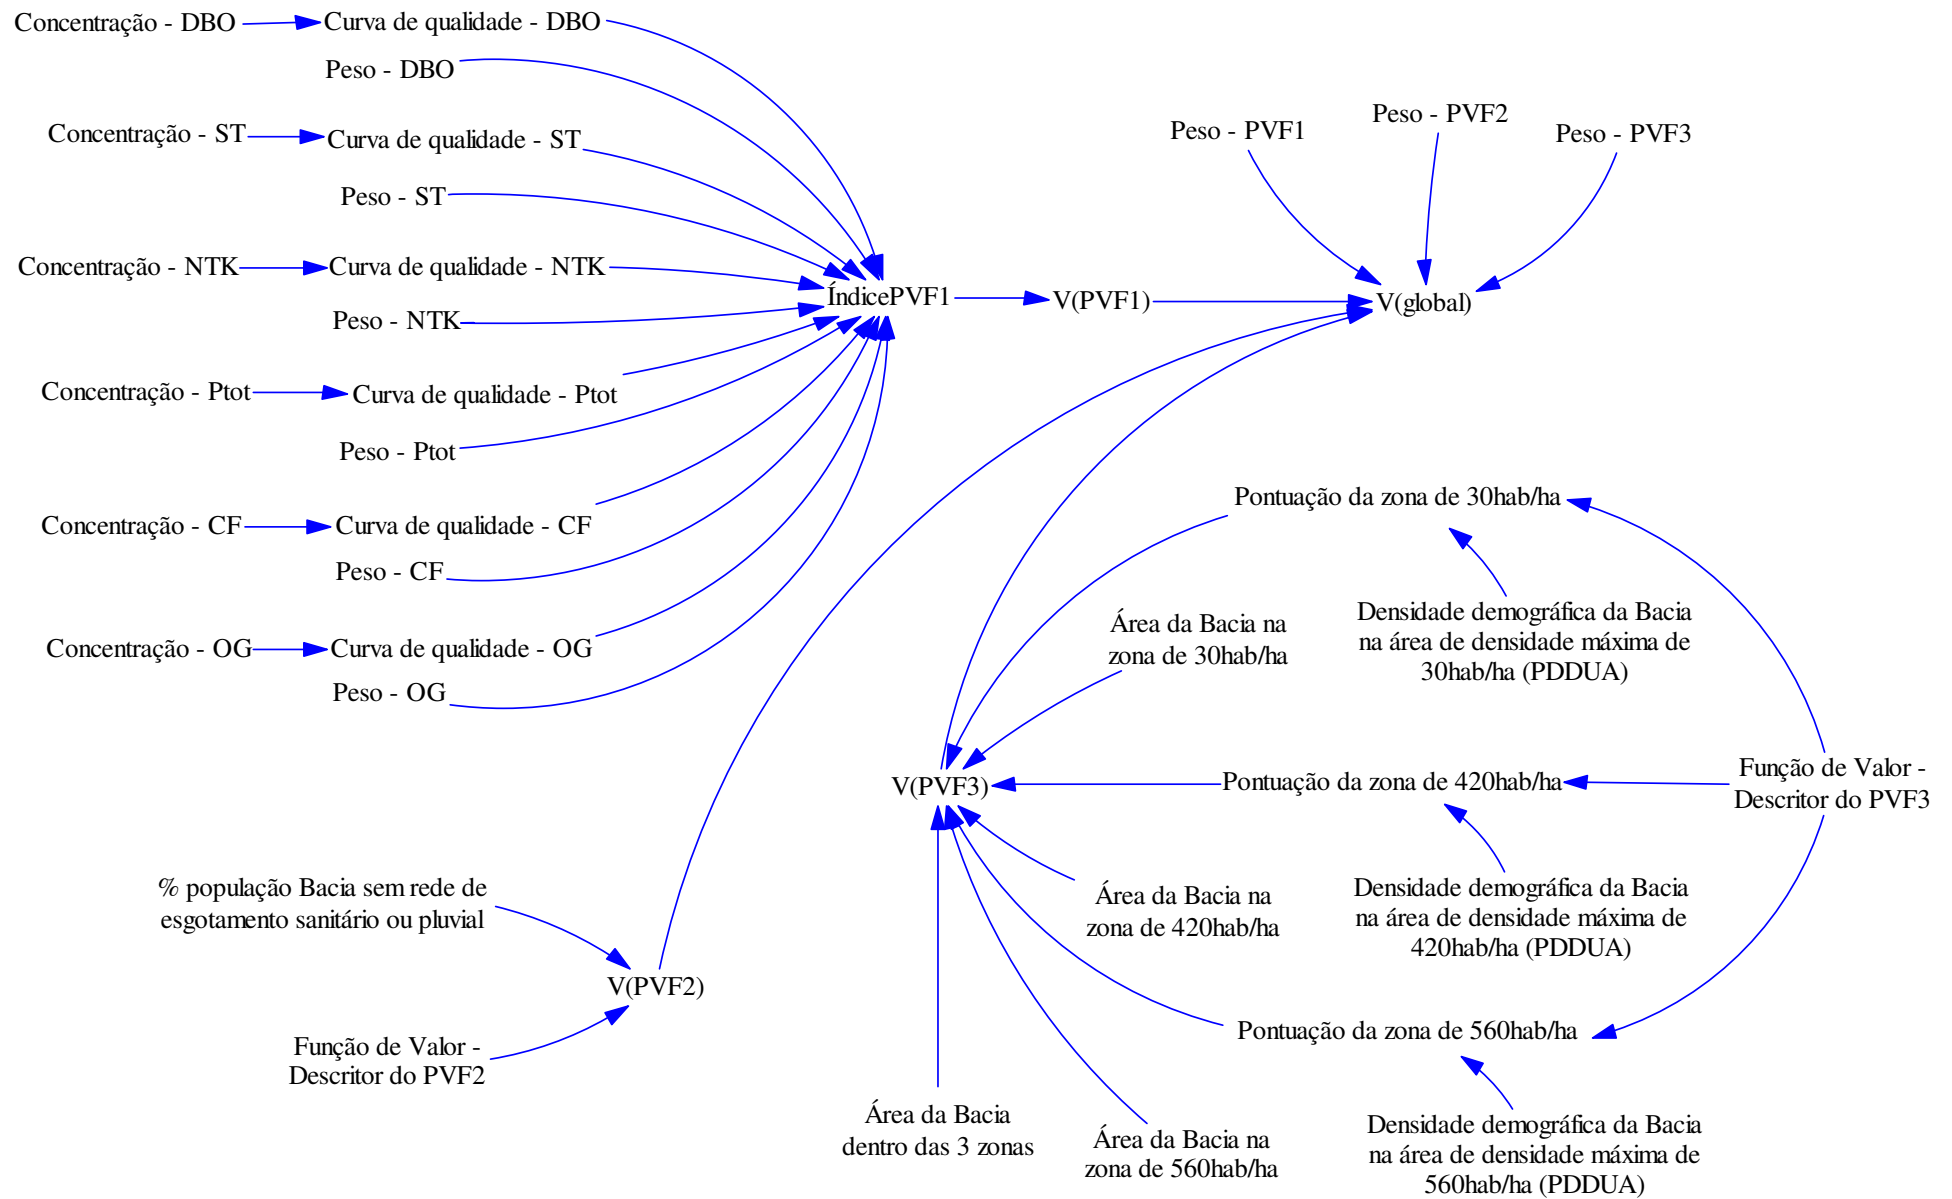 Concentração - DBO
Curva de qualidade - DBO
Peso - DBO
Concentração - ST
Curva de qualidade - ST
Peso - ST
Concentração - NTK
Curva de qualidade - NTK
Peso - NTK
Concentração - Ptot
Curva de qualidade - Ptot
Peso - Ptot
Concentração - CF
Curva de qualidade - CF
Peso - CF
Concentração - OG
Curva de qualidade - OG
Peso - OG
ÍndicePVF1
V(PVF1)
Peso - PVF1
Peso - PVF2
Peso - PVF3
V(global)
Pontuação da zona de 30hab/ha
Densidade demográfica da Bacia
na área de densidade máxima de
30hab/ha (PDDUA)
Área da Bacia na
zona de 30hab/ha
V(PVF3)
Pontuação da zona de 420hab/ha
Função de Valor -
Descritor do PVF3
Área da Bacia na
zona de 420hab/ha
Densidade demográfica da Bacia
na área de densidade máxima de
420hab/ha (PDDUA)
% população Bacia sem rede de
esgotamento sanitário ou pluvial
V(PVF2)
Função de Valor -
Descritor do PVF2
Pontuação da zona de 560hab/ha
Área da Bacia
dentro das 3 zonas
Área da Bacia na
zona de 560hab/ha
Densidade demográfica da Bacia
na área de densidade máxima de
560hab/ha (PDDUA)